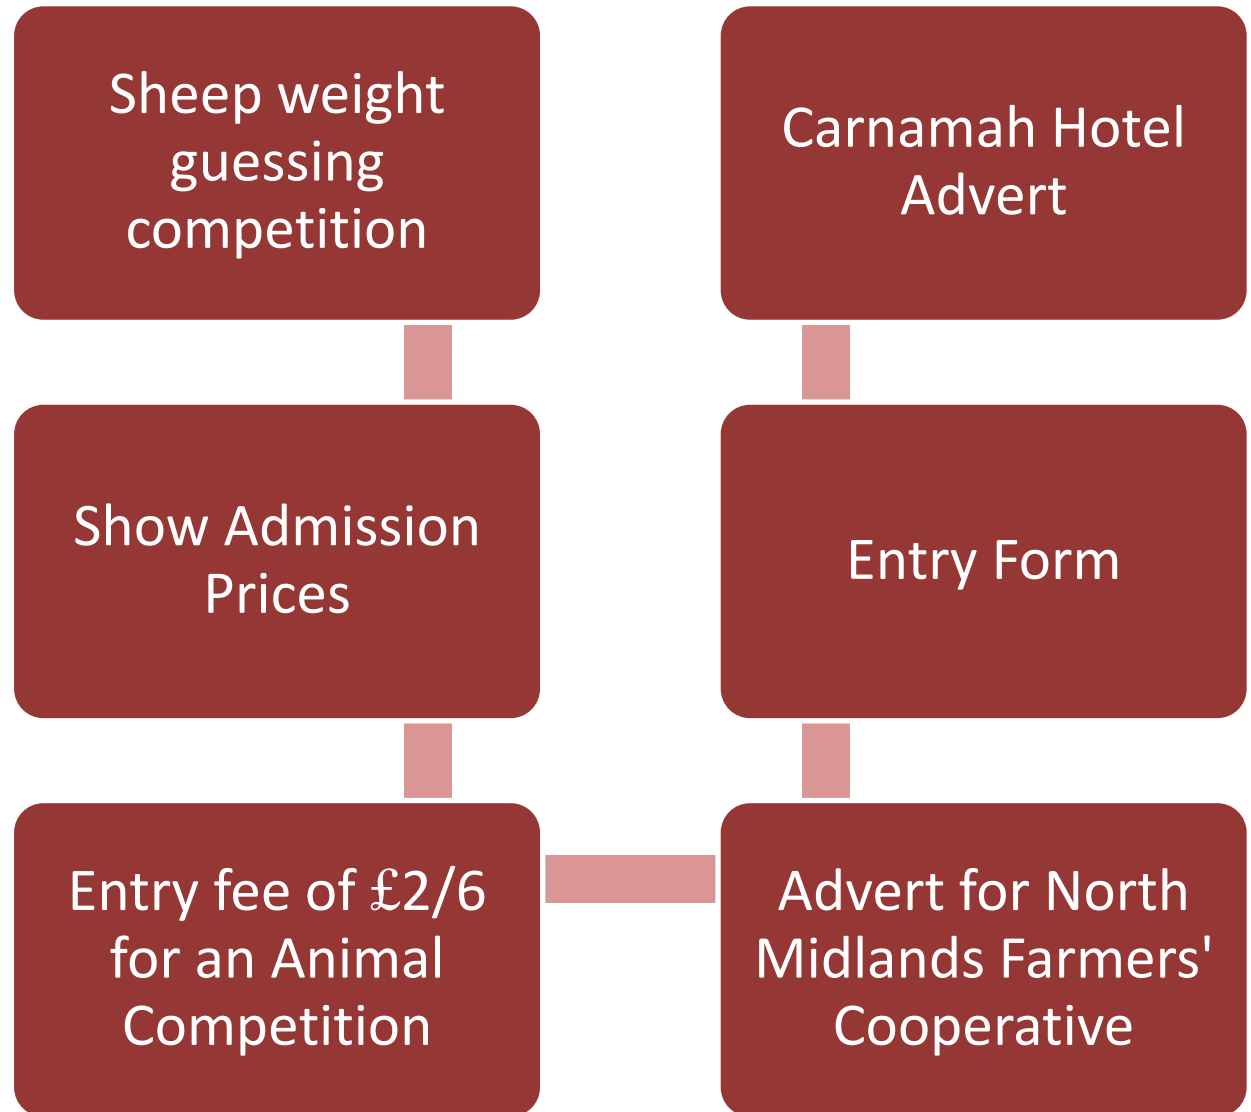 Sheep weight
guessing
competition
Show Admission
Prices
Entry fee of £2/6
for an Animal
Competition
Advert for North
Midlands Farmers'
Cooperative
Entry Form
Carnamah Hotel
Advert